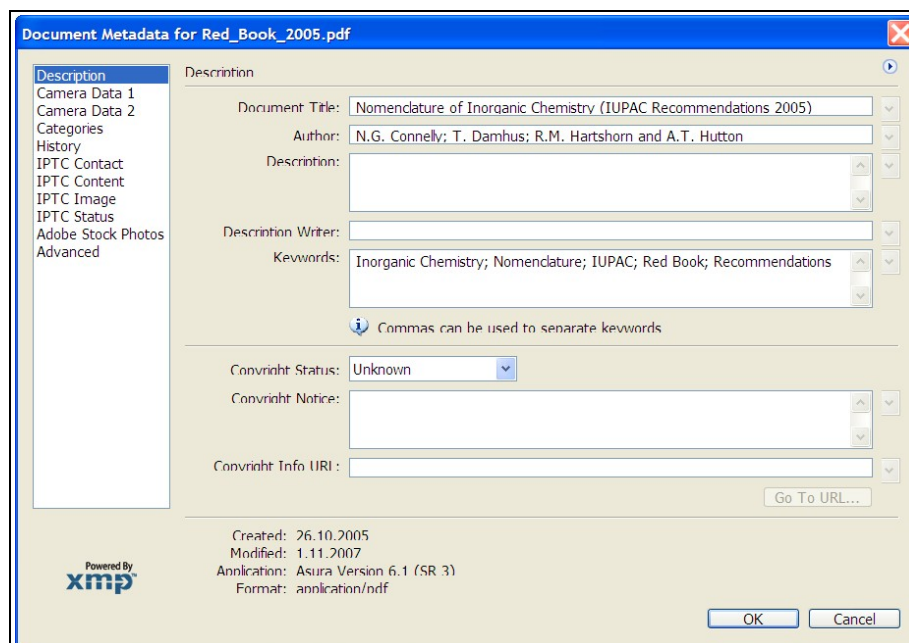 Document Metadata for Red_Book_2005.pdf
Description
Camera Data 1
Camera Data 2
Categories
History
IPTC Contact
IPTC Content
IPTC Image
IPTC Status
Adobe Stock Photos
Advanced
Description
Document Title: Nomenclature of Inorganic Chemistry (IUPAC Recommendations 2005)
Author: N.G. Connelly; T. Damhus; R.M. Hartshorn and A.T. Hutton
Description:
Description Writer:
Keywords: Inorganic Chemistry; Nomenclature; IUPAC; Red Book; Recommendations
Commas can be used to separate keywords
Copyright Status: Unknown
Copyright Notice:
Copyright Info URL:
Go To URL...
Created: 26.10.2005
Modified: 1.11.2007
Application: Asura Version 6.1 (SR 3)
Format: application/pdf
Powered By
xmp™
OK Cancel